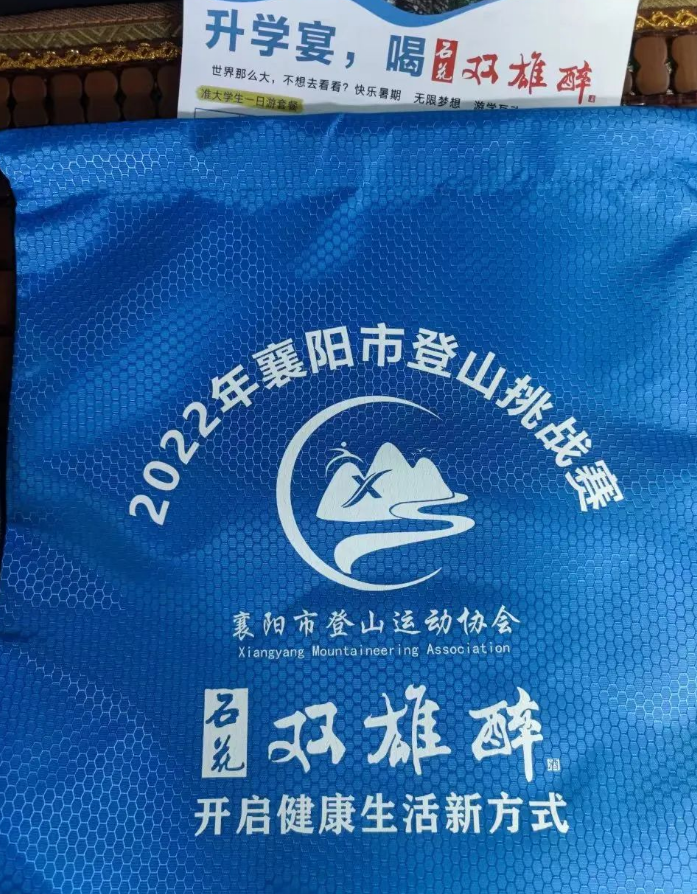 升学宴，喝石花双雄醉
世界那么大，不想去看看？快乐暑期 无限梦想
准大学生一日游套餐
2022年襄阳市登山挑战赛
襄阳市登山运动协会
Xiangyang Mountaineering Association
石花双雄醉
开启健康生活新方式